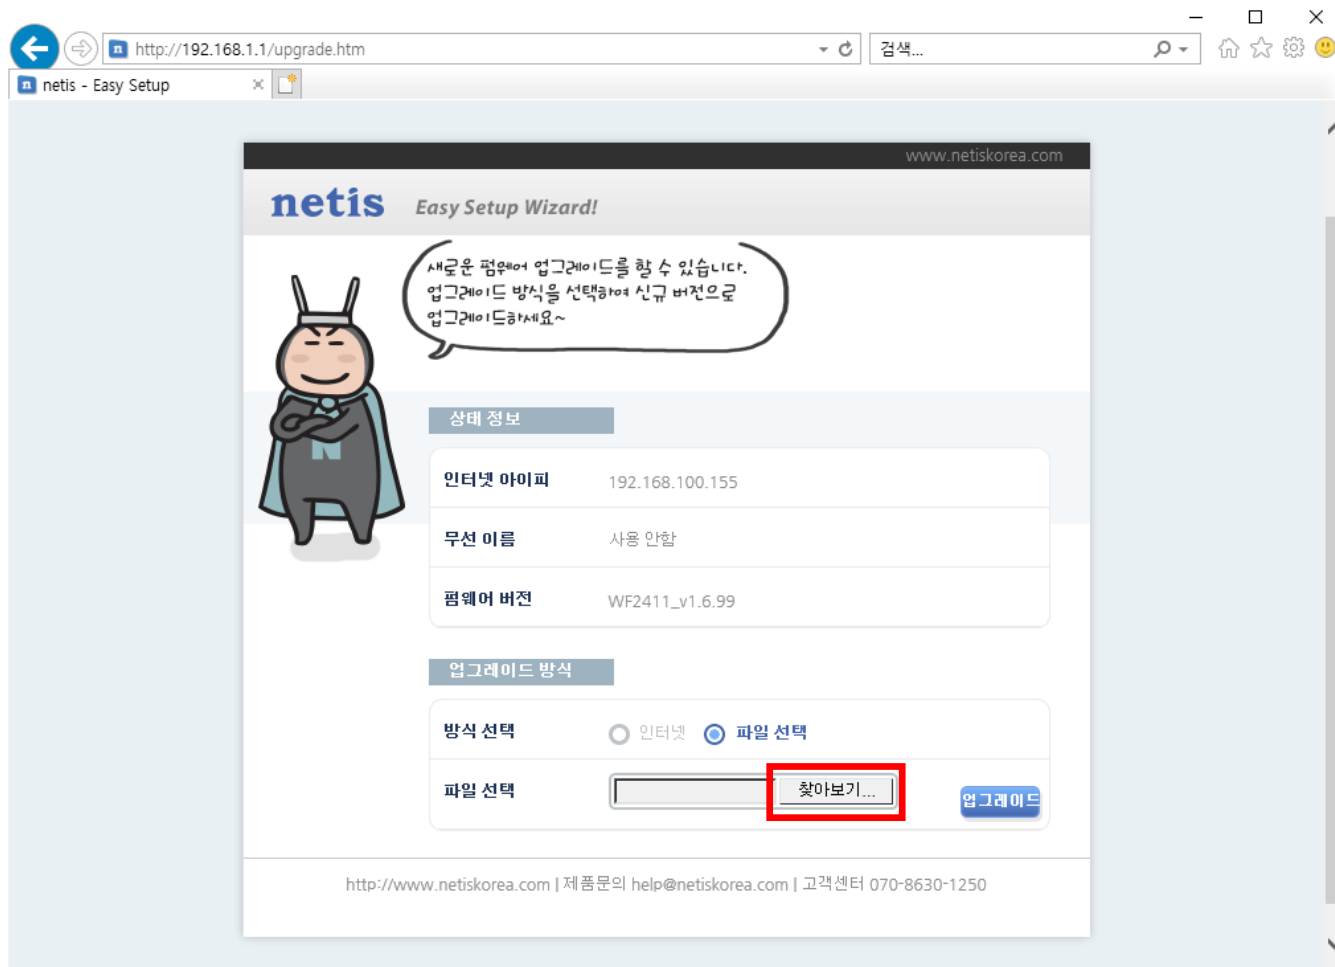 http://192.168.1.1/upgrade.htm
검색...
netis - Easy Setup
www.netiskorea.com
netis Easy Setup Wizard!
새로운 펌웨어 업그레이드를 할 수 있습니다.
업그레이드 방식을 선택하여 신규 버전으로
업그레이드하세요~
N
상태 정보
인터넷 아이피 192.168.100.155
무선 이름 사용 안함
펌웨어 버전 WF2411_v1.6.99
업그레이드 방식
방식 선택 인터넷 파일 선택
파일 선택 찾아보기... 업그레이드
http://www.netiskorea.com | 제품문의 help@netiskorea.com | 고객센터 070-8630-1250